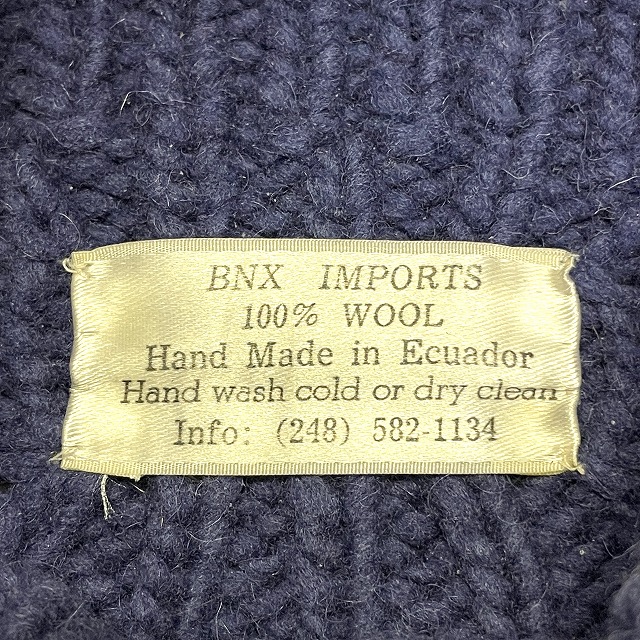 BNX IMPORTS
100% WOOL
Hand Made in Ecuador
Hand wash cold or dry clean
Info: (248) 582-1134